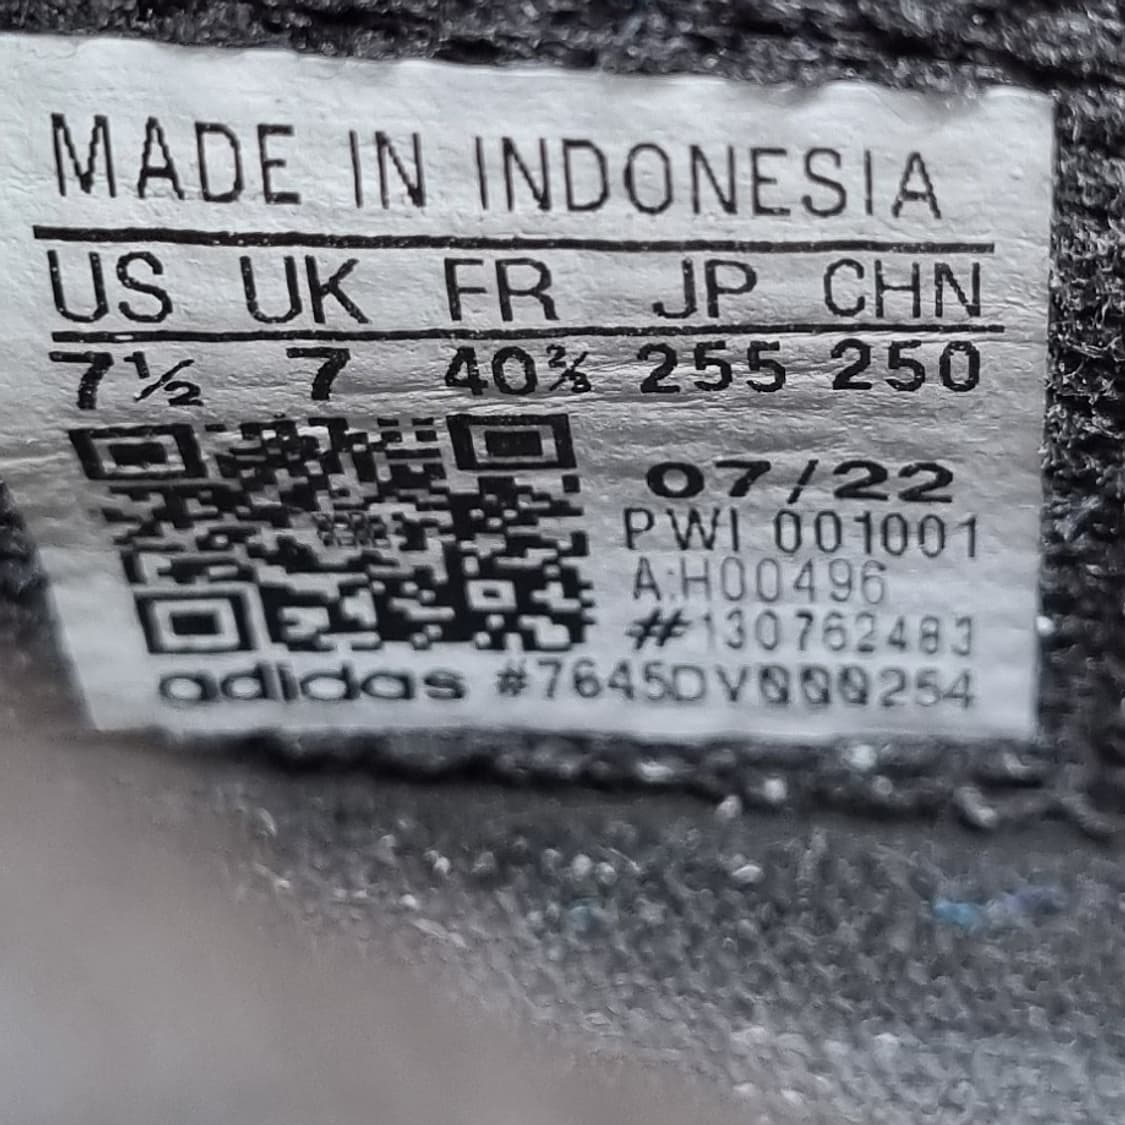 MADE IN INDONESIA
US UK FR JP CHN
7½ 7 40⅔ 255 250
07/22
PWI 001001
A:H00496
#130762483
adidas #7645DV000254